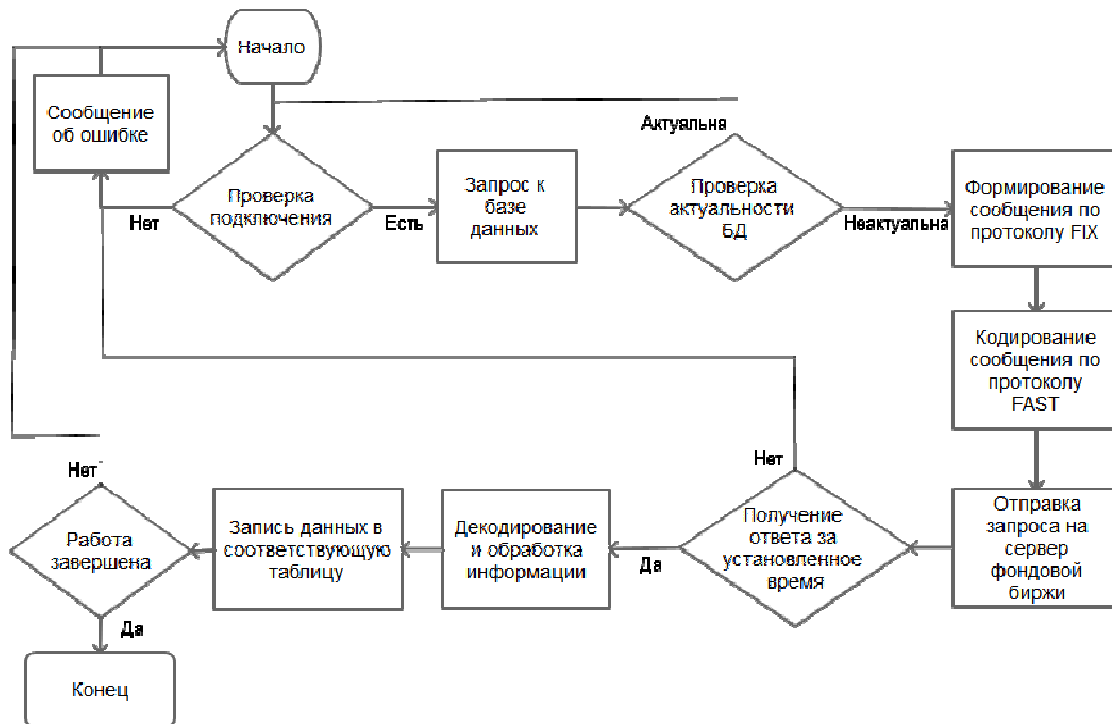 Начало
Сообщение
об ошибке
Актуальна
Проверка
подключения
Нет
Есть
Запрос к
базе
данных
Проверка
актуальности
БД
Неактуальна
Формирование
сообщения по
протоколу FIX
Кодирование
сообщения по
протоколу
FAST
Отправка
запроса на
сервер
фондовой
биржи
Нет
Получение
ответа за
установленное
время
Да
Декодирование
и обработка
информации
Запись данных в
соответствующую
таблицу
Нет
Работа
завершена
Да
Конец